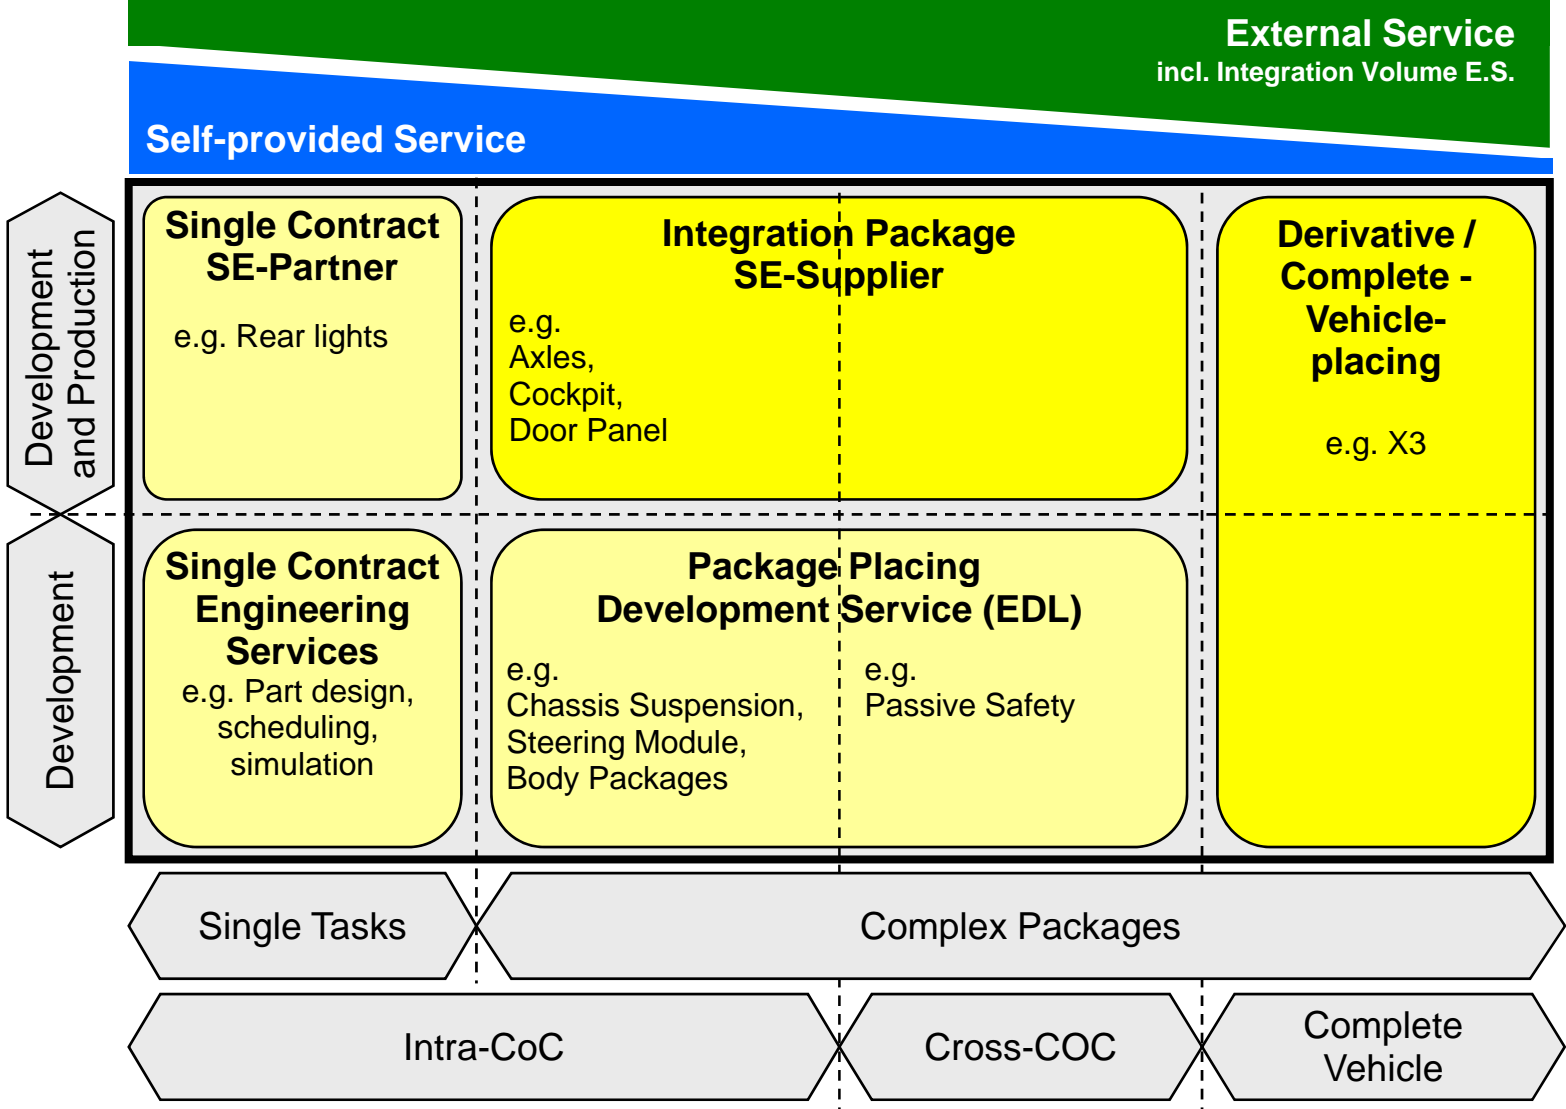 External Service
incl. Integration Volume E.S.
Self-provided Service
Development
and Production
Single Contract
SE-Partner
e.g. Rear lights
Integration Package
SE-Supplier
e.g.
Axles,
Cockpit,
Door Panel
Derivative /
Complete -
Vehicle-
placing
e.g. X3
Development
Single Contract
Engineering
Services
e.g. Part design,
scheduling,
simulation
Package Placing
Development Service (EDL)
e.g.
Chassis Suspension,
Steering Module,
Body Packages
e.g.
Passive Safety
Single Tasks
Complex Packages
Intra-CoC
Cross-COC
Complete
Vehicle